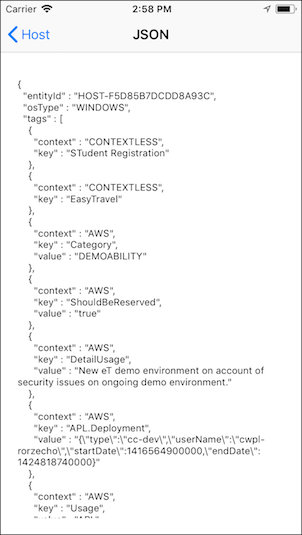 Carrier 2:58 PM
Host JSON
{
"entityId" : "HOST-F5D85B7DCDD8A93C",
"osType" : "WINDOWS",
"tags" : [
{
"context" : "CONTEXTLESS",
"key" : "STudent Registration"
},
{
"context" : "CONTEXTLESS",
"key" : "EasyTravel"
},
{
"context" : "AWS",
"key" : "Category",
"value" : "DEMOABILITY"
},
{
"context" : "AWS",
"key" : "ShouldBeReserved",
"value" : "true"
},
{
"context" : "AWS",
"key" : "DetailUsage",
"value" : "New eT demo environment on account of
security issues on ongoing demo environment."
},
{
"context" : "AWS",
"key" : "APL.Deployment",
"value" : "{\"type\":\"cc-dev\",\"userName\":\"cwpl-
rorzecho\",\"startDate\":1416564900000,\"endDate\":
1424818740000}"
},
{
"context" : "AWS",
"key" : "Usage",